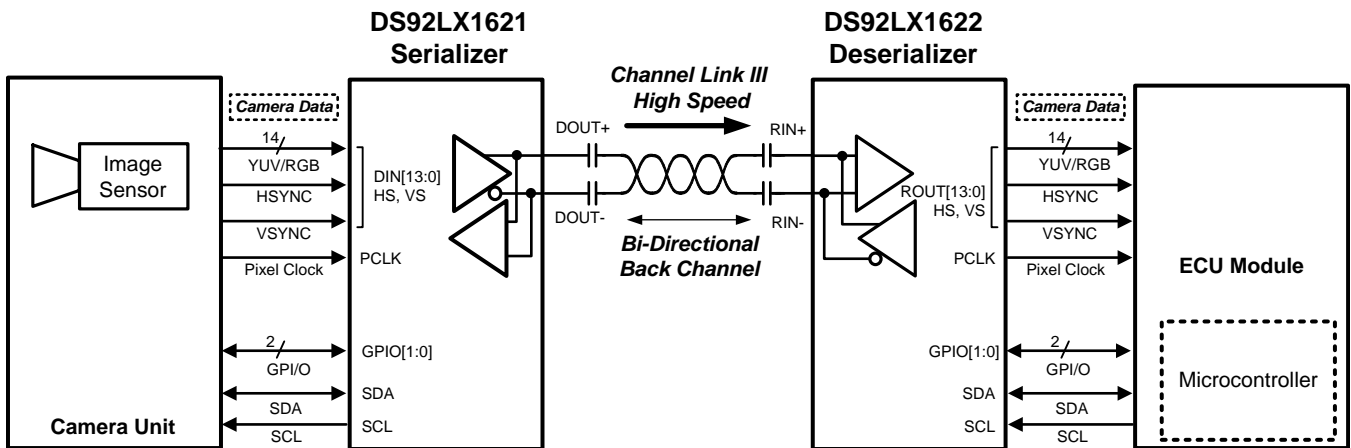 DS92LX1621
Serializer
DS92LX1622
Deserializer
Camera Data
Channel Link III
High Speed
Camera Data
Image
Sensor
14
YUV/RGB
HSYNC
VSYNC
Pixel Clock
DIN[13:0]
HS, VS
PCLK
DOUT+
DOUT-
RIN+
RIN-
Bi-Directional
Back Channel
ROUT[13:0]
HS, VS
PCLK
14
YUV/RGB
HSYNC
VSYNC
Pixel Clock
ECU Module
2
GPI/O
SDA
SCL
GPIO[1:0]
SDA
SCL
GPIO[1:0]
SDA
SCL
2
GPI/O
SDA
SCL
Microcontroller
Camera Unit